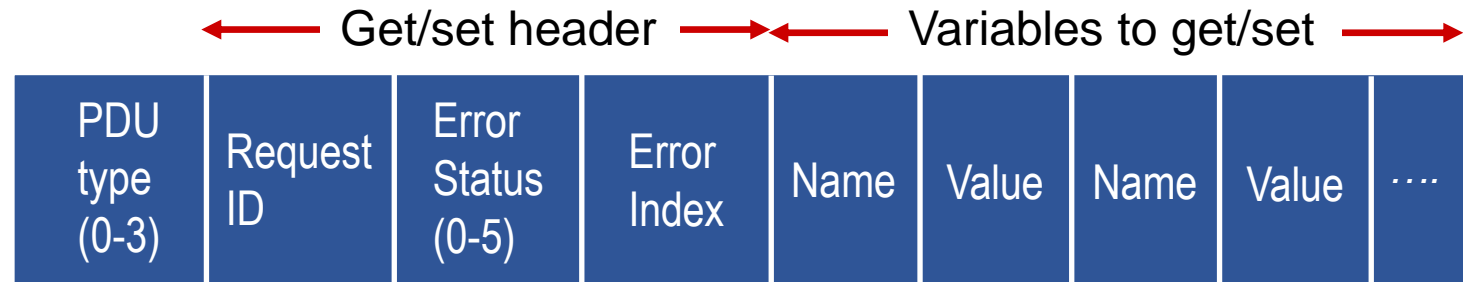 Get/set header
Variables to get/set
PDU
type
(0-3)
Request
ID
Error
Status
(0-5)
Error
Index
Name
Value
Name
Value
....